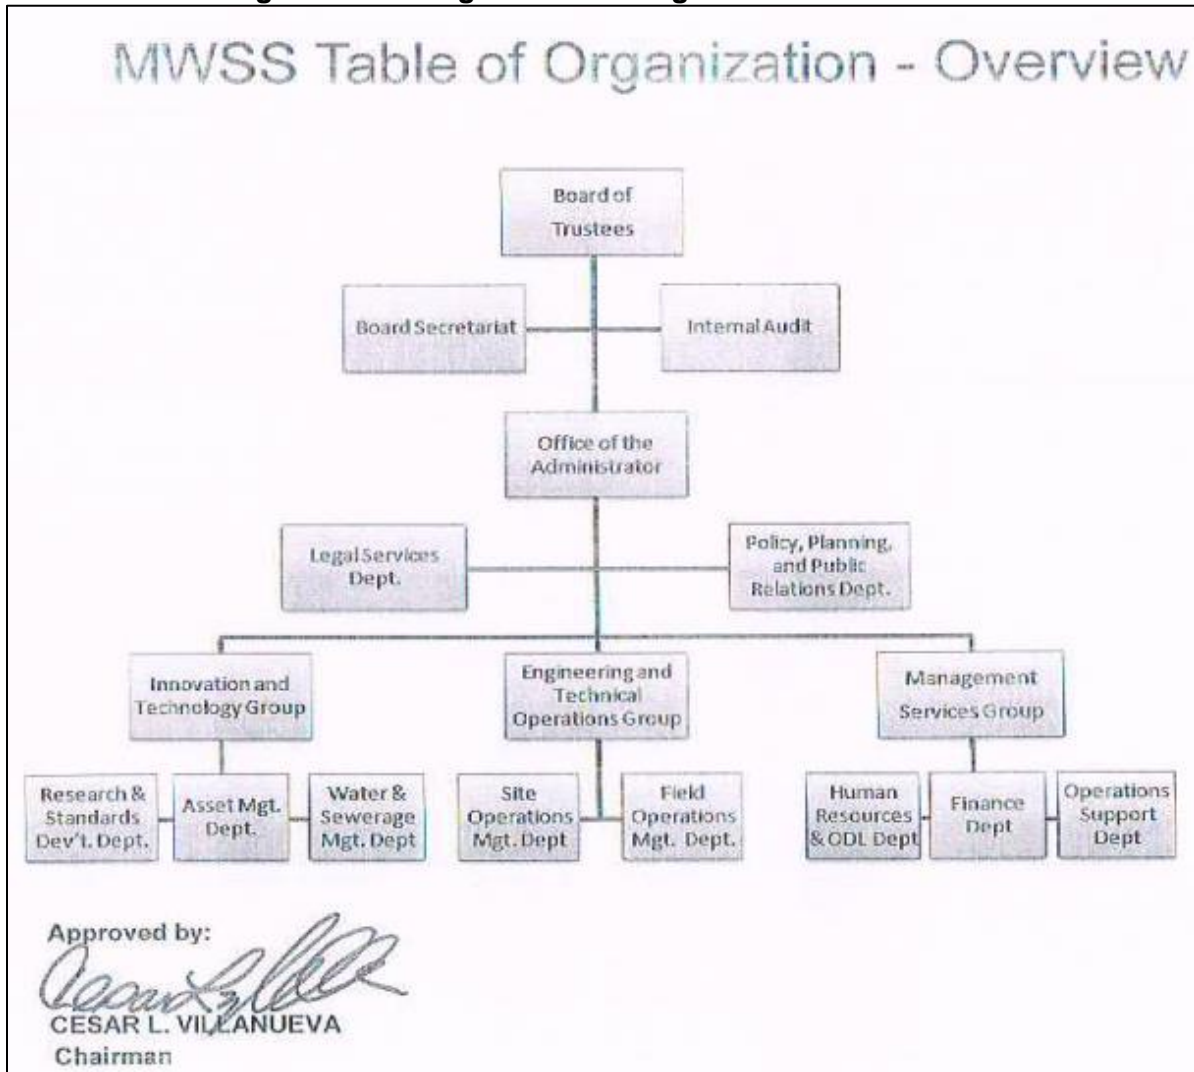 MWSS Table of Organization - Overview
Board of
Trustees
Board Secretariat
Internal Audit
Office of the
Administrator
Legal Services
Dept.
Policy, Planning,
and Public
Relations Dept.
Innovation and
Technology Group
Engineering and
Technical
Operations Group
Management
Services Group
Research &
Standards
Dev't. Dept.
Asset Mgt.
Dept.
Water &
Sewerage
Mgt. Dept
Site
Operations
Mgt. Dept
Field
Operations
Mgt. Dept.
Human
Resources
& ODL Dept
Finance
Dept
Operations
Support
Dept
Approved by:
CESAR L. VILLANUEVA
Chairman